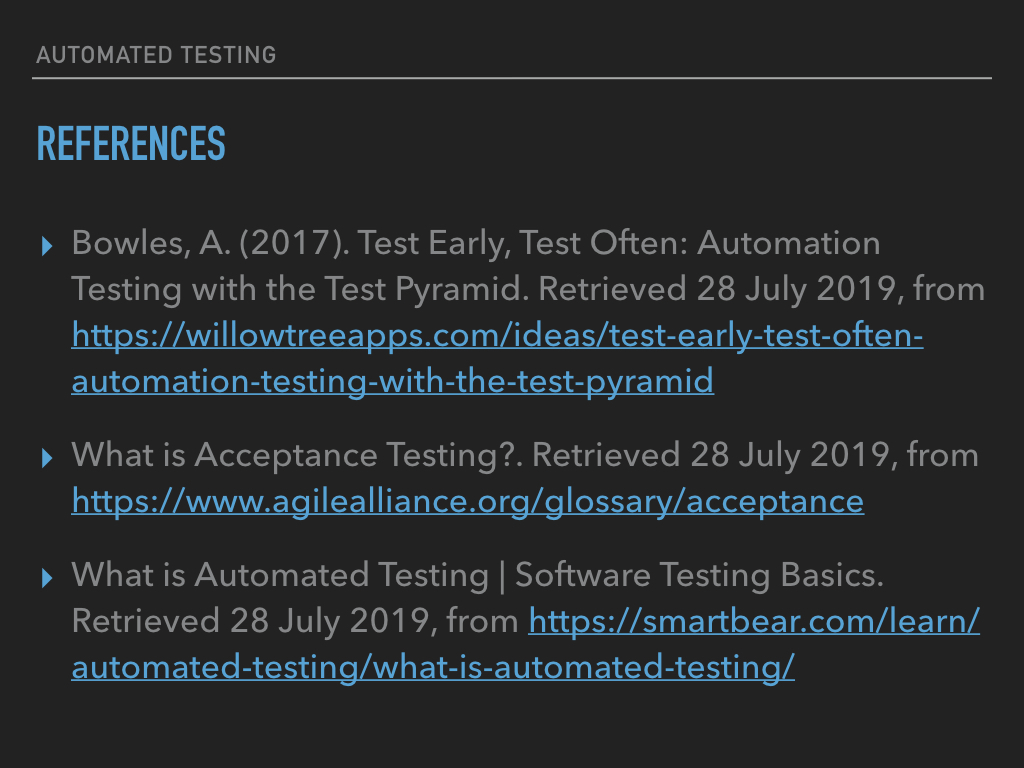 AUTOMATED TESTING
REFERENCES
▸ Bowles, A. (2017). Test Early, Test Often: Automation
Testing with the Test Pyramid. Retrieved 28 July 2019, from
https://willowtreeapps.com/ideas/test-early-test-often-
automation-testing-with-the-test-pyramid
▸ What is Acceptance Testing?. Retrieved 28 July 2019, from
https://www.agilealliance.org/glossary/acceptance
▸ What is Automated Testing | Software Testing Basics.
Retrieved 28 July 2019, from https://smartbear.com/learn/
automated-testing/what-is-automated-testing/